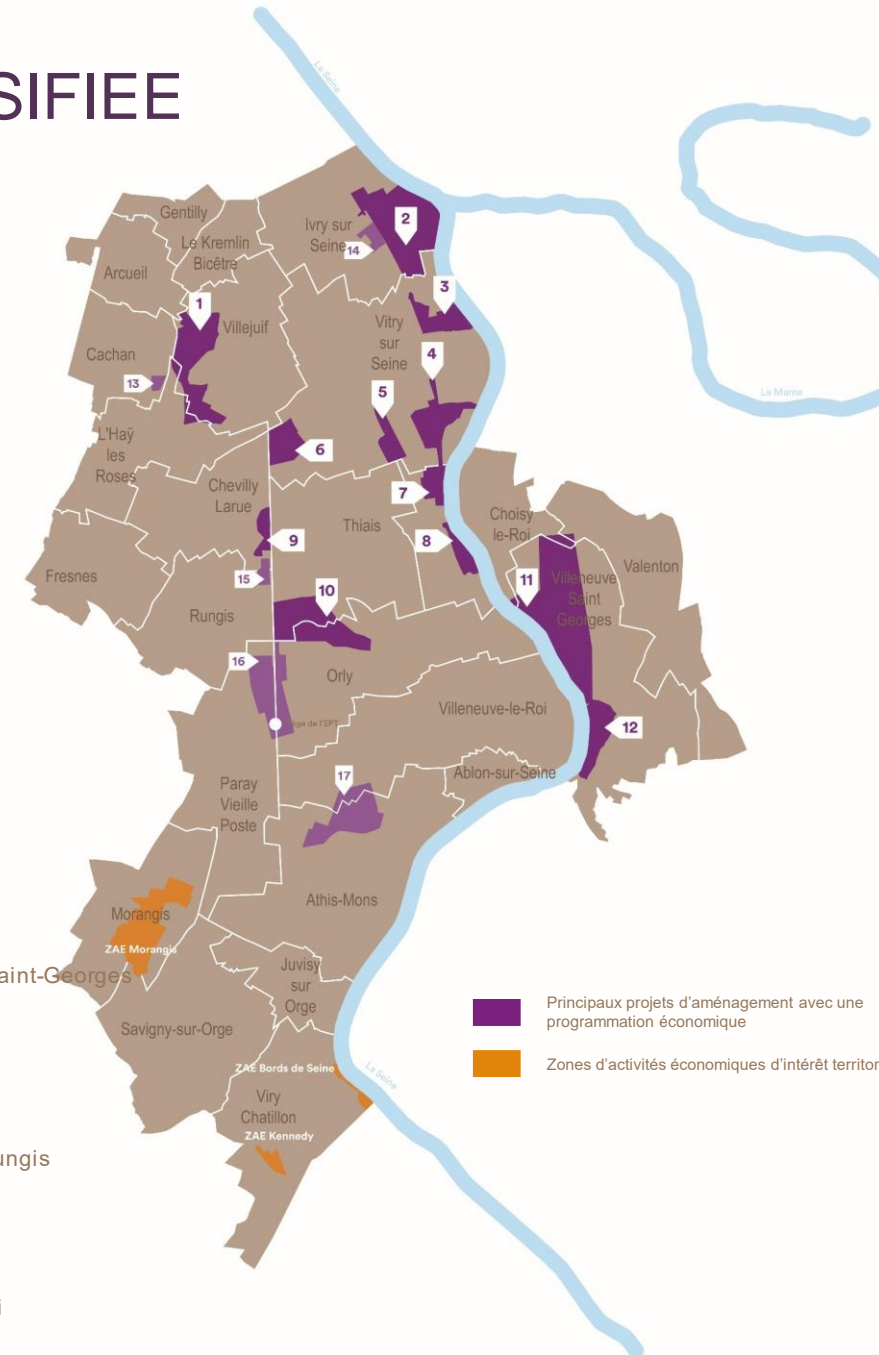 SIFIEE
La Seine
Gentilly
Le Kremlin
Bicêtre
Ivry sur
Seine
14
2
Arcueil
3
1
Villejuif
Vitry
sur
Seine
La Marne
Cachan
13
4
5
L'Haÿ
les
Roses
6
Chevilly
Larue
7
Choisy
le-Roi
Thiais
8
9
Fresnes
15
Rungis
10
11
Villeneuve
Saint
Georges
Valenton
16
Orly
ge de l'EPT
Villeneuve-le-Roi
12
Ablon-sur-Seine
17
Paray
Vieille
Poste
Athis-Mons
Morangis
ZAE Morangis
aint-Georges
Juvisy
sur
Orge
Savigny-sur-Orge
Principaux projets d'aménagement avec une
programmation économique
Zones d'activités économiques d'intérêt territor
ZAE Bords de Seine
La Seine
Viry
Chatillon
ZAE Kennedy
ungis
i